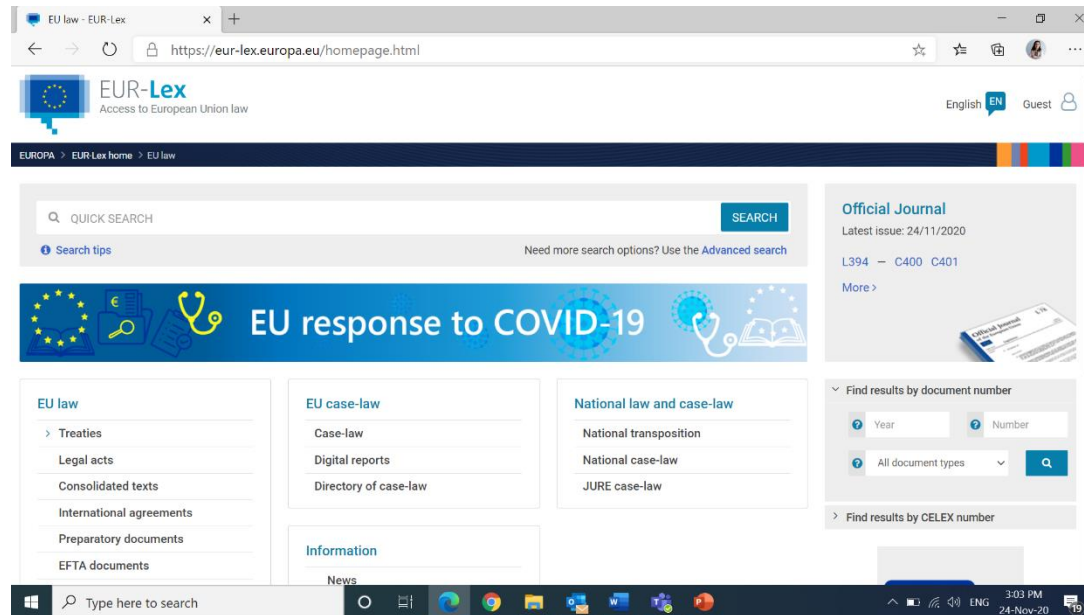 EU law - EUR-Lex
https://eur-lex.europa.eu/homepage.html
EUR-Lex
Access to European Union law
English EN Guest
EUROPA > EUR-Lex home > EU law
QUICK SEARCH
SEARCH
Search tips
Need more search options? Use the Advanced search
EU response to COVID-19
Official Journal
Latest issue: 24/11/2020
L394 – C400 C401
More >
EU law
> Treaties
Legal acts
Consolidated texts
International agreements
Preparatory documents
EFTA documents
EU case-law
Case-law
Digital reports
Directory of case-law
Information
News
National law and case-law
National transposition
National case-law
JURE case-law
Find results by document number
Year
Number
All document types
Find results by CELEX number
Type here to search
ENG
3:03 PM
24-Nov-20
19